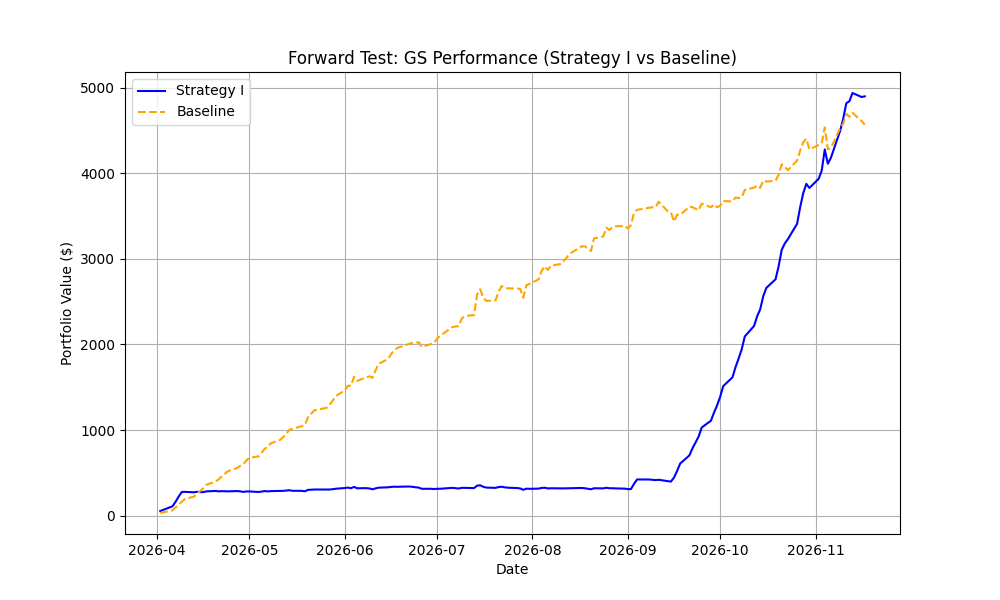 Forward Test: GS Performance (Strategy I vs Baseline)
Strategy I
Baseline
Portfolio Value ($)
5000
4000
3000
2000
1000
0
2026-04 2026-05 2026-06 2026-07 2026-08 2026-09 2026-10 2026-11
Date